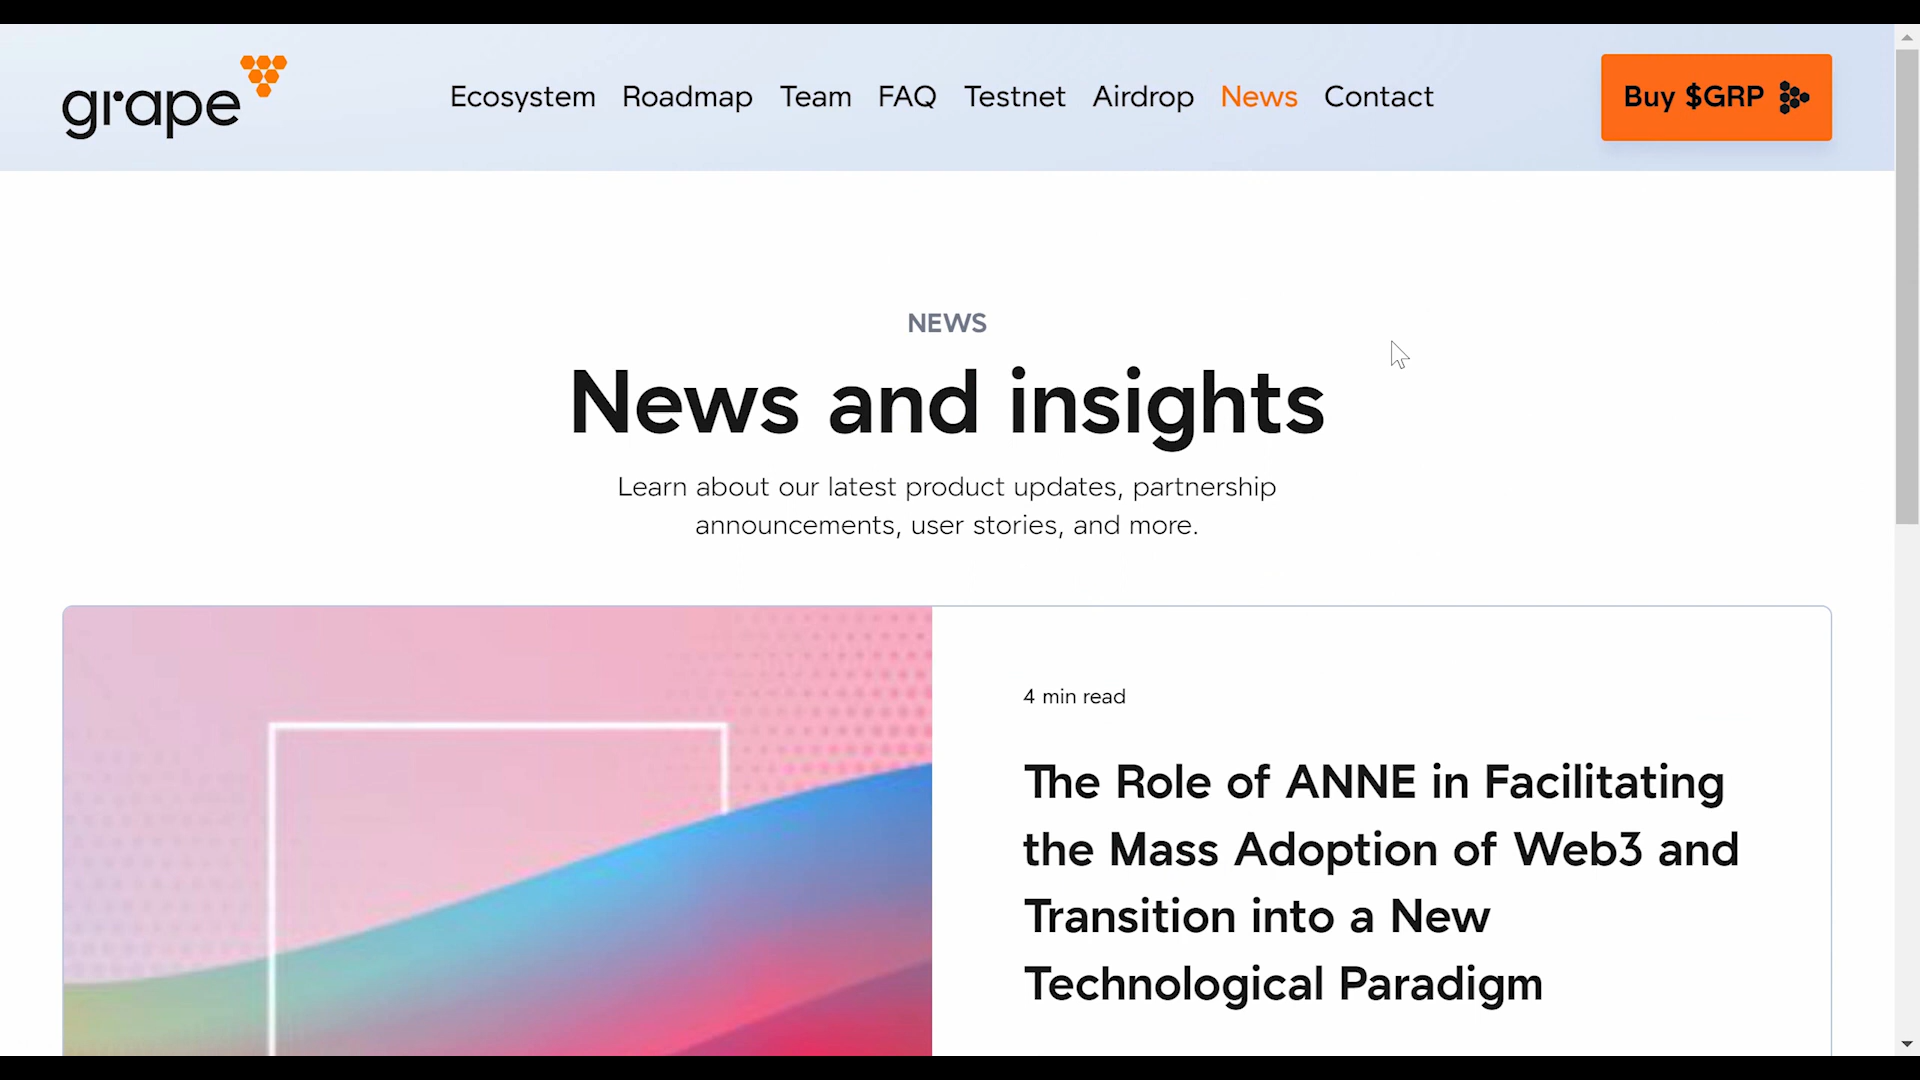 grape
Ecosystem Roadmap Team FAQ Testnet Airdrop News Contact
Buy $GRP
NEWS
News and insights
Learn about our latest product updates, partnership
announcements, user stories, and more.
4 min read
The Role of ANNE in Facilitating
the Mass Adoption of Web3 and
Transition into a New
Technological Paradigm